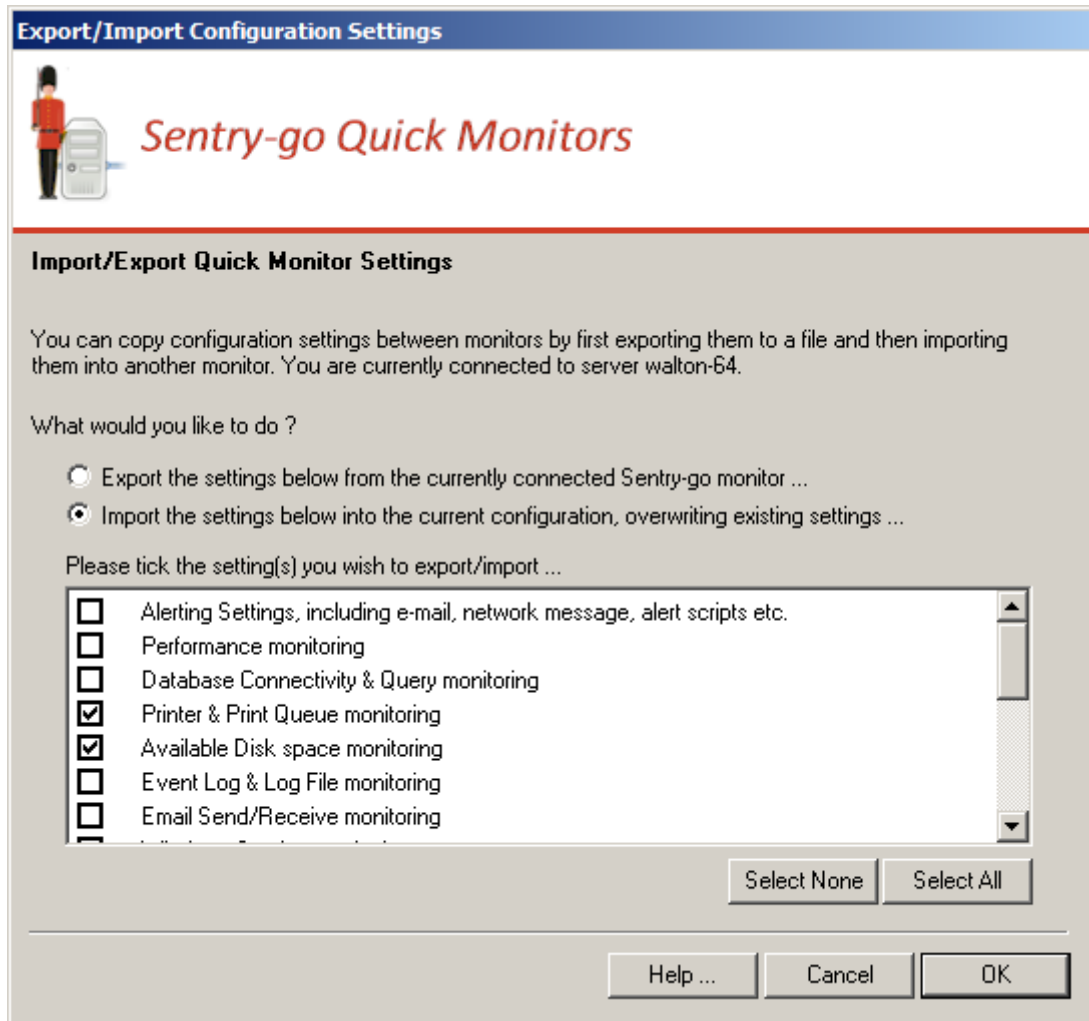 Export/Import Configuration Settings
Sentry-go Quick Monitors
Import/Export Quick Monitor Settings
You can copy configuration settings between monitors by first exporting them to a file and then importing
them into another monitor. You are currently connected to server walton-64.
What would you like to do ?
Export the settings below from the currently connected Sentry-go monitor ...
Import the settings below into the current configuration, overwriting existing settings ...
Please tick the setting(s) you wish to export/import ...
Alerting Settings, including e-mail, network message, alert scripts etc.
Performance monitoring
Database Connectivity & Query monitoring
Printer & Print Queue monitoring
Available Disk space monitoring
Event Log & Log File monitoring
Email Send/Receive monitoring
Select None Select All
Help ... Cancel OK